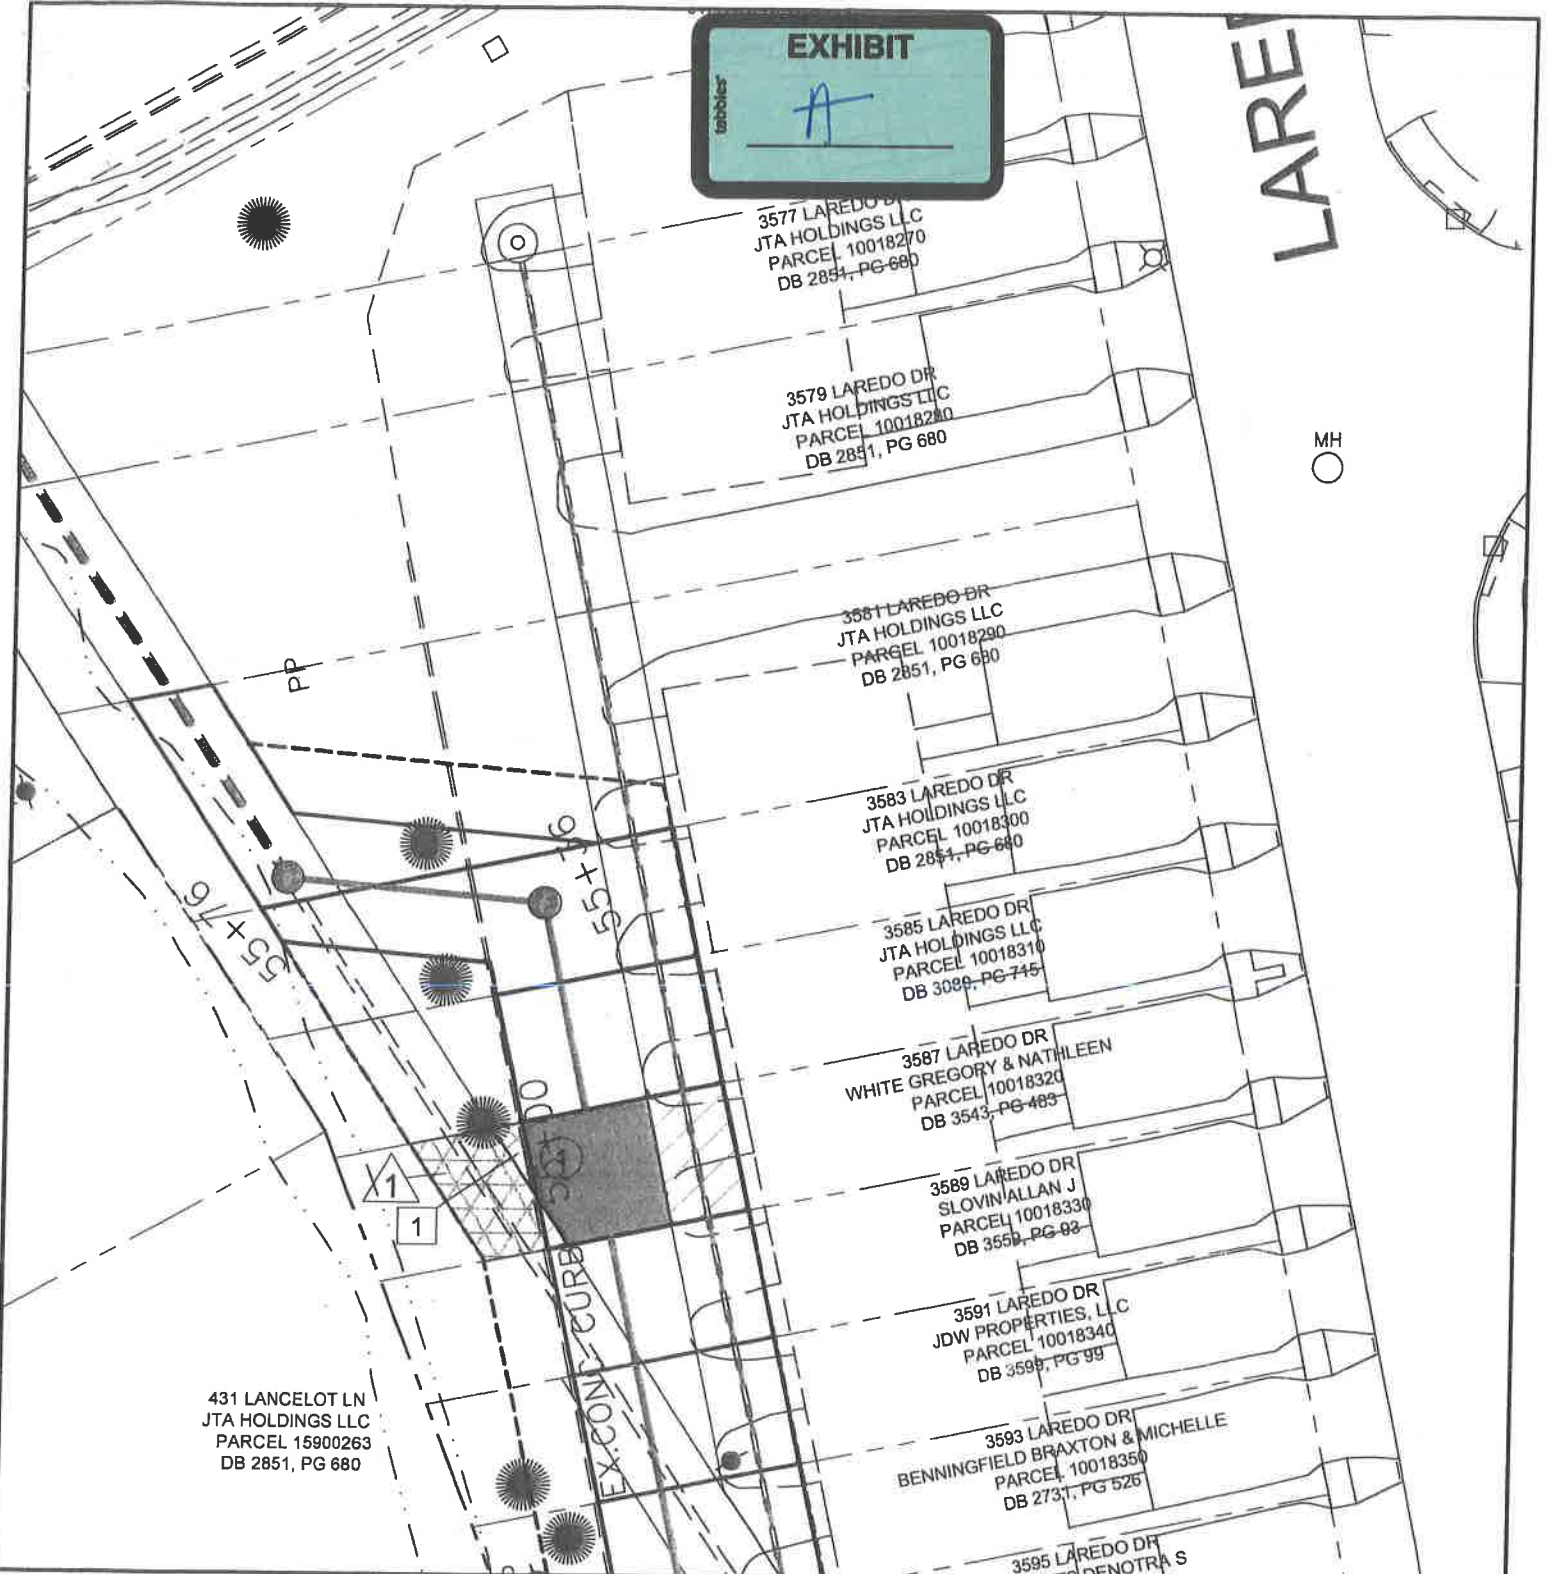 EXHIBIT
A
tabbies
3577 LAREDO
JTA HOLDINGS LLC
PARCEL 10018270
DB 2851, PG 680
3579 LAREDO DR
JTA HOLDINGS LLC
PARCEL 10018280
DB 2851, PG 680
MH
3581 LAREDO DR
JTA HOLDINGS LLC
PARCEL 10018290
DB 2851, PG 680
PP
3583 LAREDO DR
JTA HOLDINGS LLC
PARCEL 10018300
DB 2851, PG 680
3585 LAREDO DR
JTA HOLDINGS LLC
PARCEL 10018310
DB 3089, PG 715
55+76
3587 LAREDO DR
WHITE GREGORY & NATHLEEN
PARCEL 10018320
DB 3543, PG 483
3589 LAREDO DR
SLOVIN ALLAN J
PARCEL 10018330
DB 3559, PG 93
1
1
EX.CONC CURB
3591 LAREDO DR
JDW PROPERTIES, LLC
PARCEL 10018340
DB 3599, PG 99
431 LANCELOT LN
JTA HOLDINGS LLC
PARCEL 15900263
DB 2851, PG 680
3593 LAREDO DR
BENNINGFIELD BRAXTON & MICHELLE
PARCEL 10018350
DB 2731, PG 526
3595 LAREDO DR
DENOTRA S